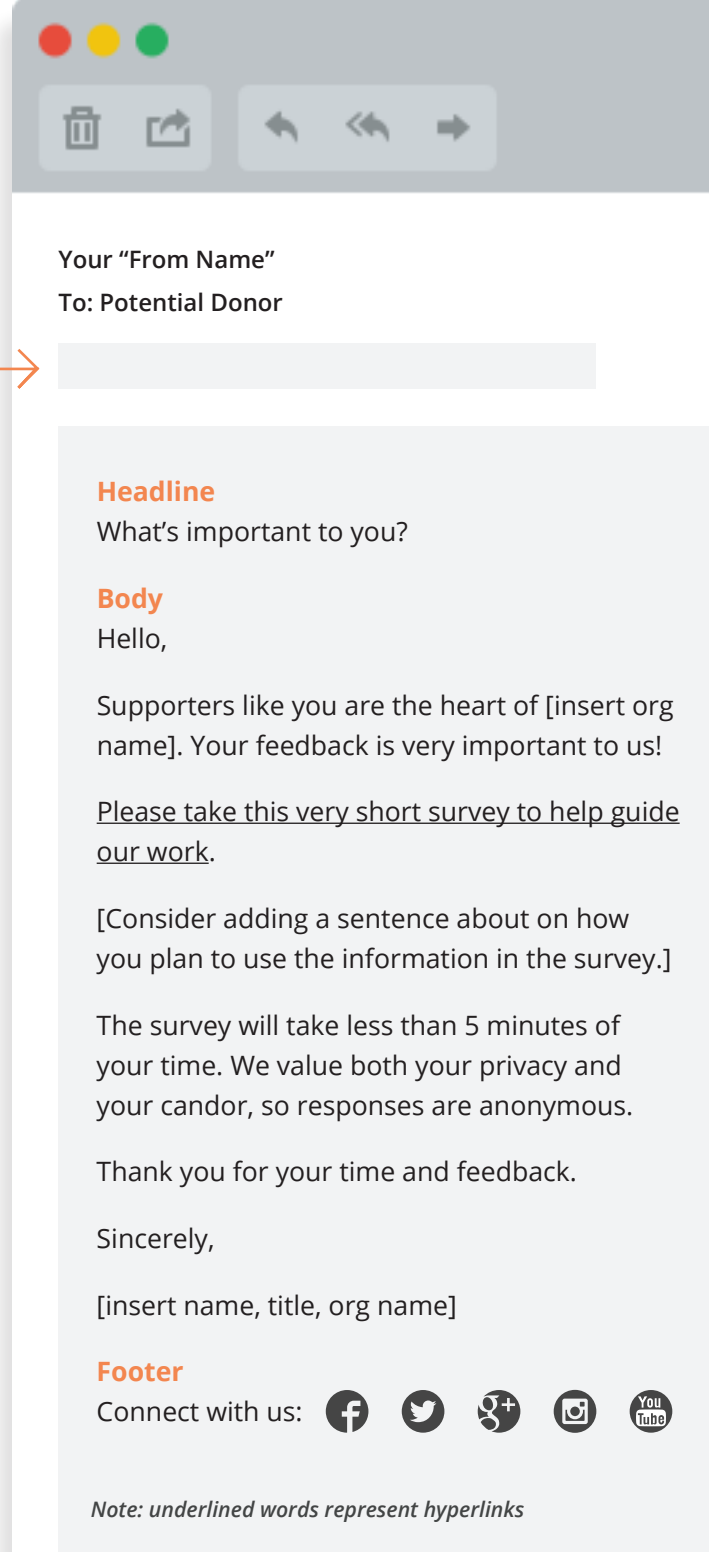 Your “From Name”
To: Potential Donor
Headline
What’s important to you?
Body
Hello,
Supporters like you are the heart of [insert org
name]. Your feedback is very important to us!
Please take this very short survey to help guide
our work.
[Consider adding a sentence about on how
you plan to use the information in the survey.]
The survey will take less than 5 minutes of
your time. We value both your privacy and
your candor, so responses are anonymous.
Thank you for your time and feedback.
Sincerely,
[insert name, title, org name]
Footer
Connect with us: f g+ You Tube
Note: underlined words represent hyperlinks